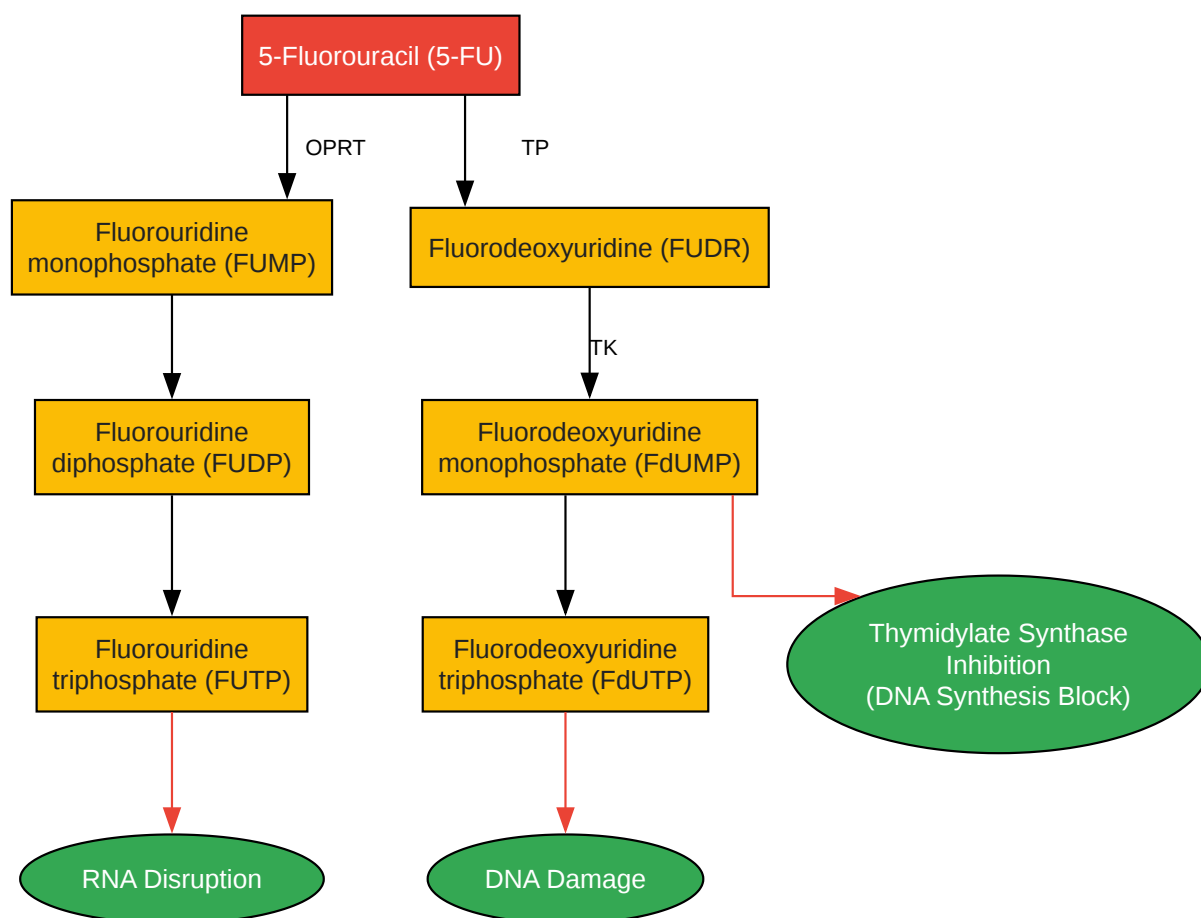 5-Fluorouracil (5-FU)
OPRT
TP
Fluorouridine
monophosphate (FUMP)
Fluorodeoxyuridine (FUDR)
TK
Fluorouridine
diphosphate (FUDP)
Fluorodeoxyuridine
monophosphate (FdUMP)
Fluorouridine
triphosphate (FUTP)
Fluorodeoxyuridine
triphosphate (FdUTP)
Thymidylate Synthase
Inhibition
(DNA Synthesis Block)
RNA Disruption
DNA Damage